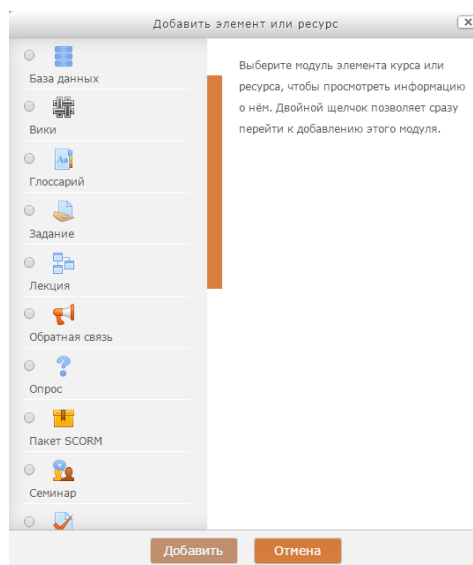 Добавить элемент или ресурс
База данных
Вики
Глоссарий
Задание
Лекция
Обратная связь
Опрос
Пакет SCORM
Семинар
Выберите модуль элемента курса или
ресурса, чтобы просмотреть информацию
о нём. Двойной щелчок позволяет сразу
перейти к добавлению этого модуля.
Добавить
Отмена